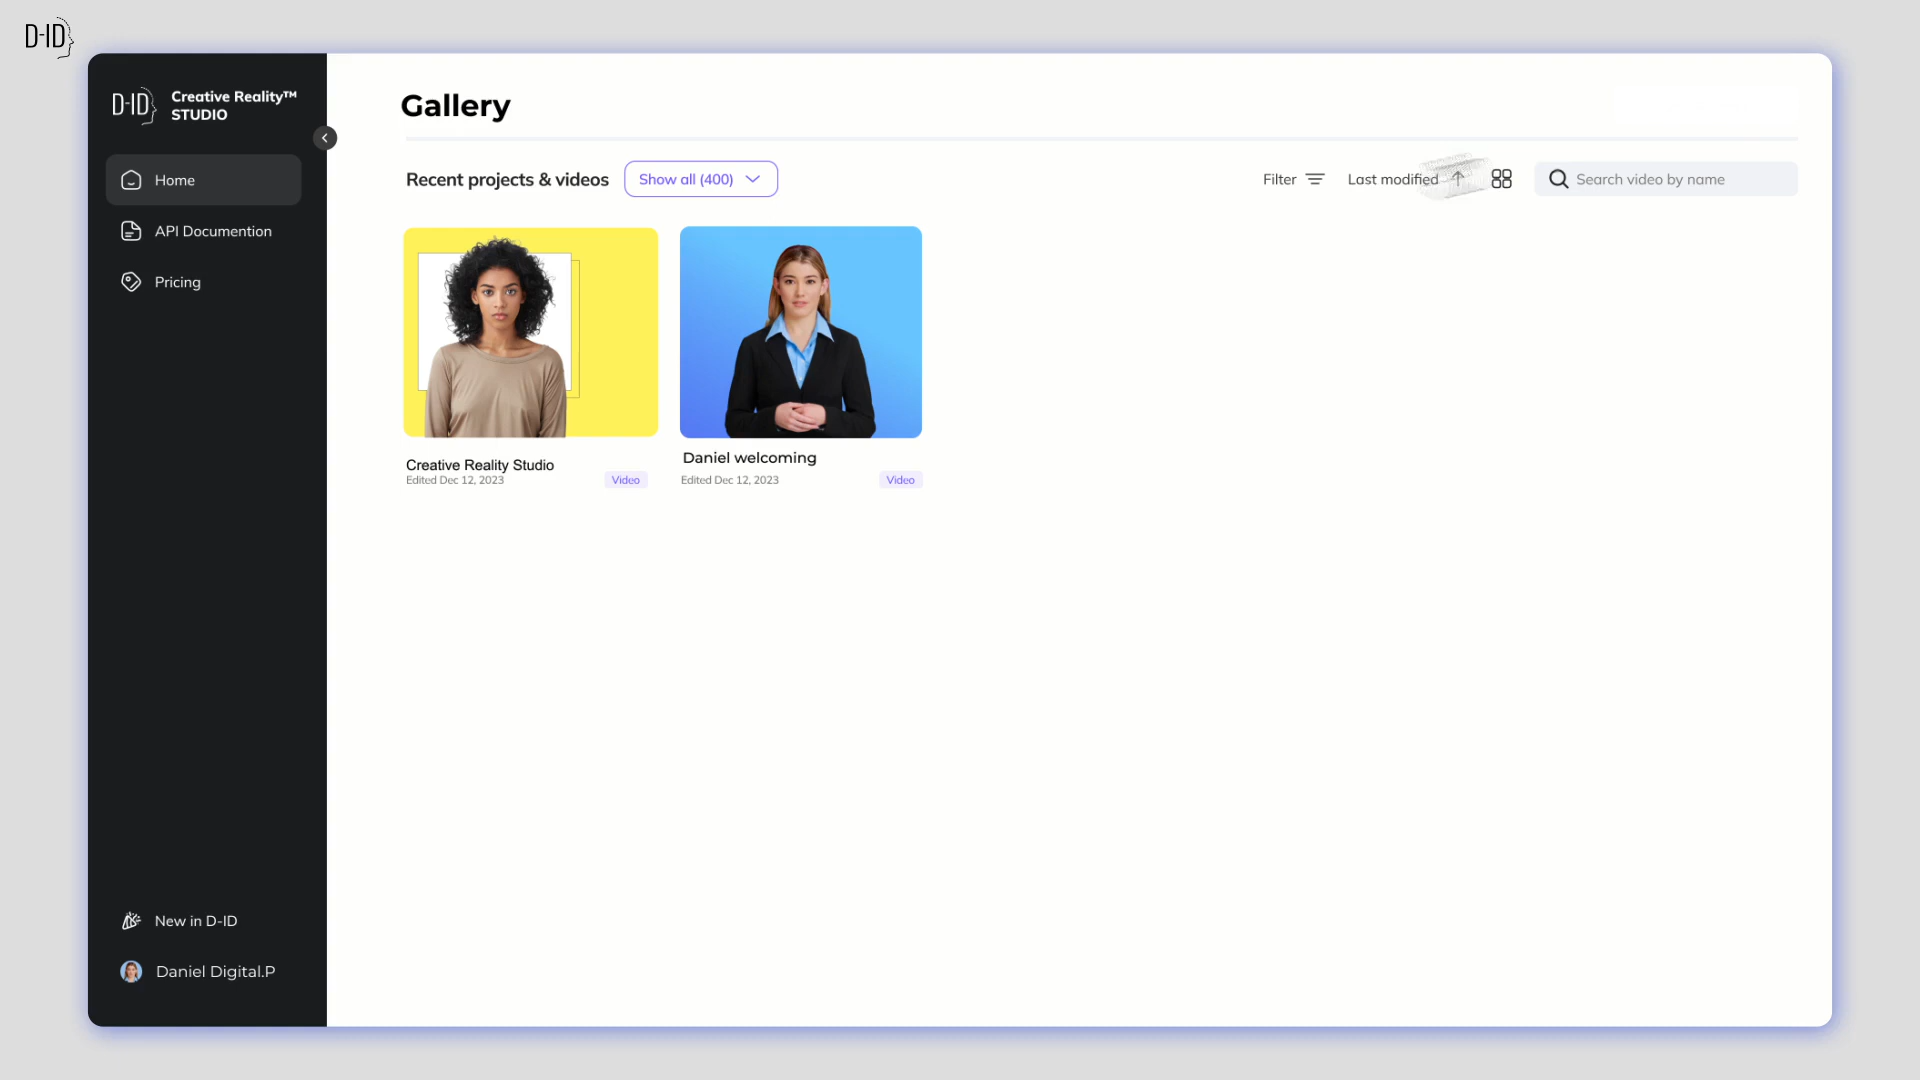 D-ID
D-ID
Creative Reality™
STUDIO
Home
API Documention
Pricing
New in D-ID
Daniel Digital.P
Gallery
Recent projects & videos
Show all (400)
Filter
Last modified
Search video by name
Creative Reality Studio
Edited Dec 12, 2023
Video
Daniel welcoming
Edited Dec 12, 2023
Video